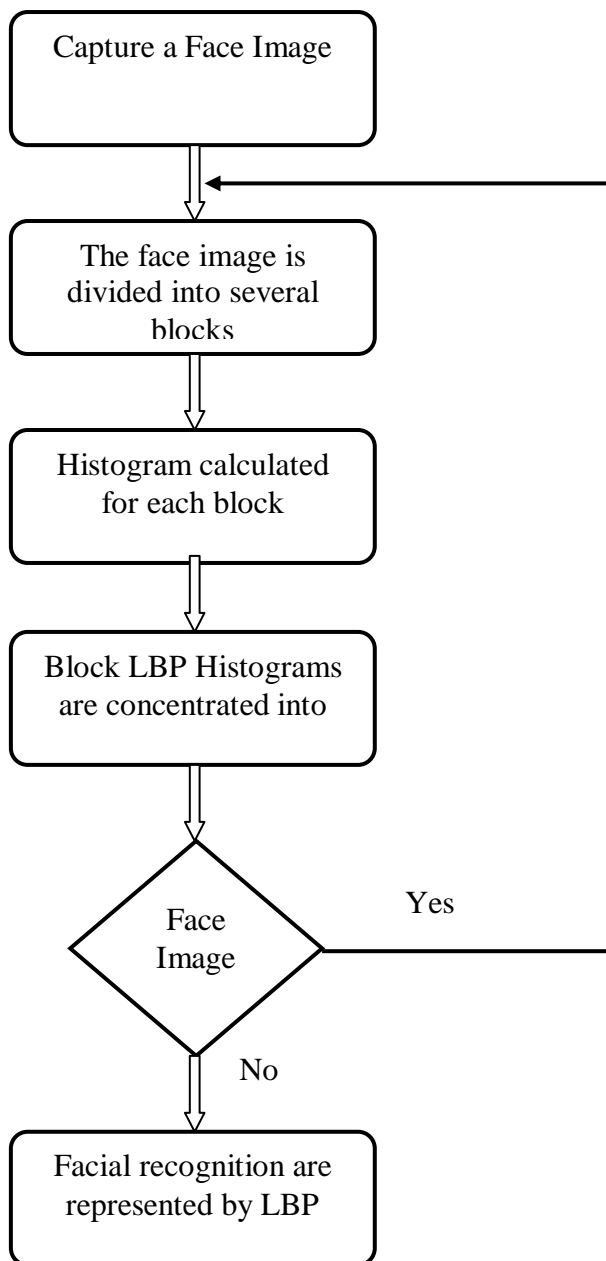 Capture a Face Image
The face image is
divided into several
blocks
Histogram calculated
for each block
Block LBP Histograms
are concentrated into
Face
Image
Yes
No
Facial recognition are
represented by LBP